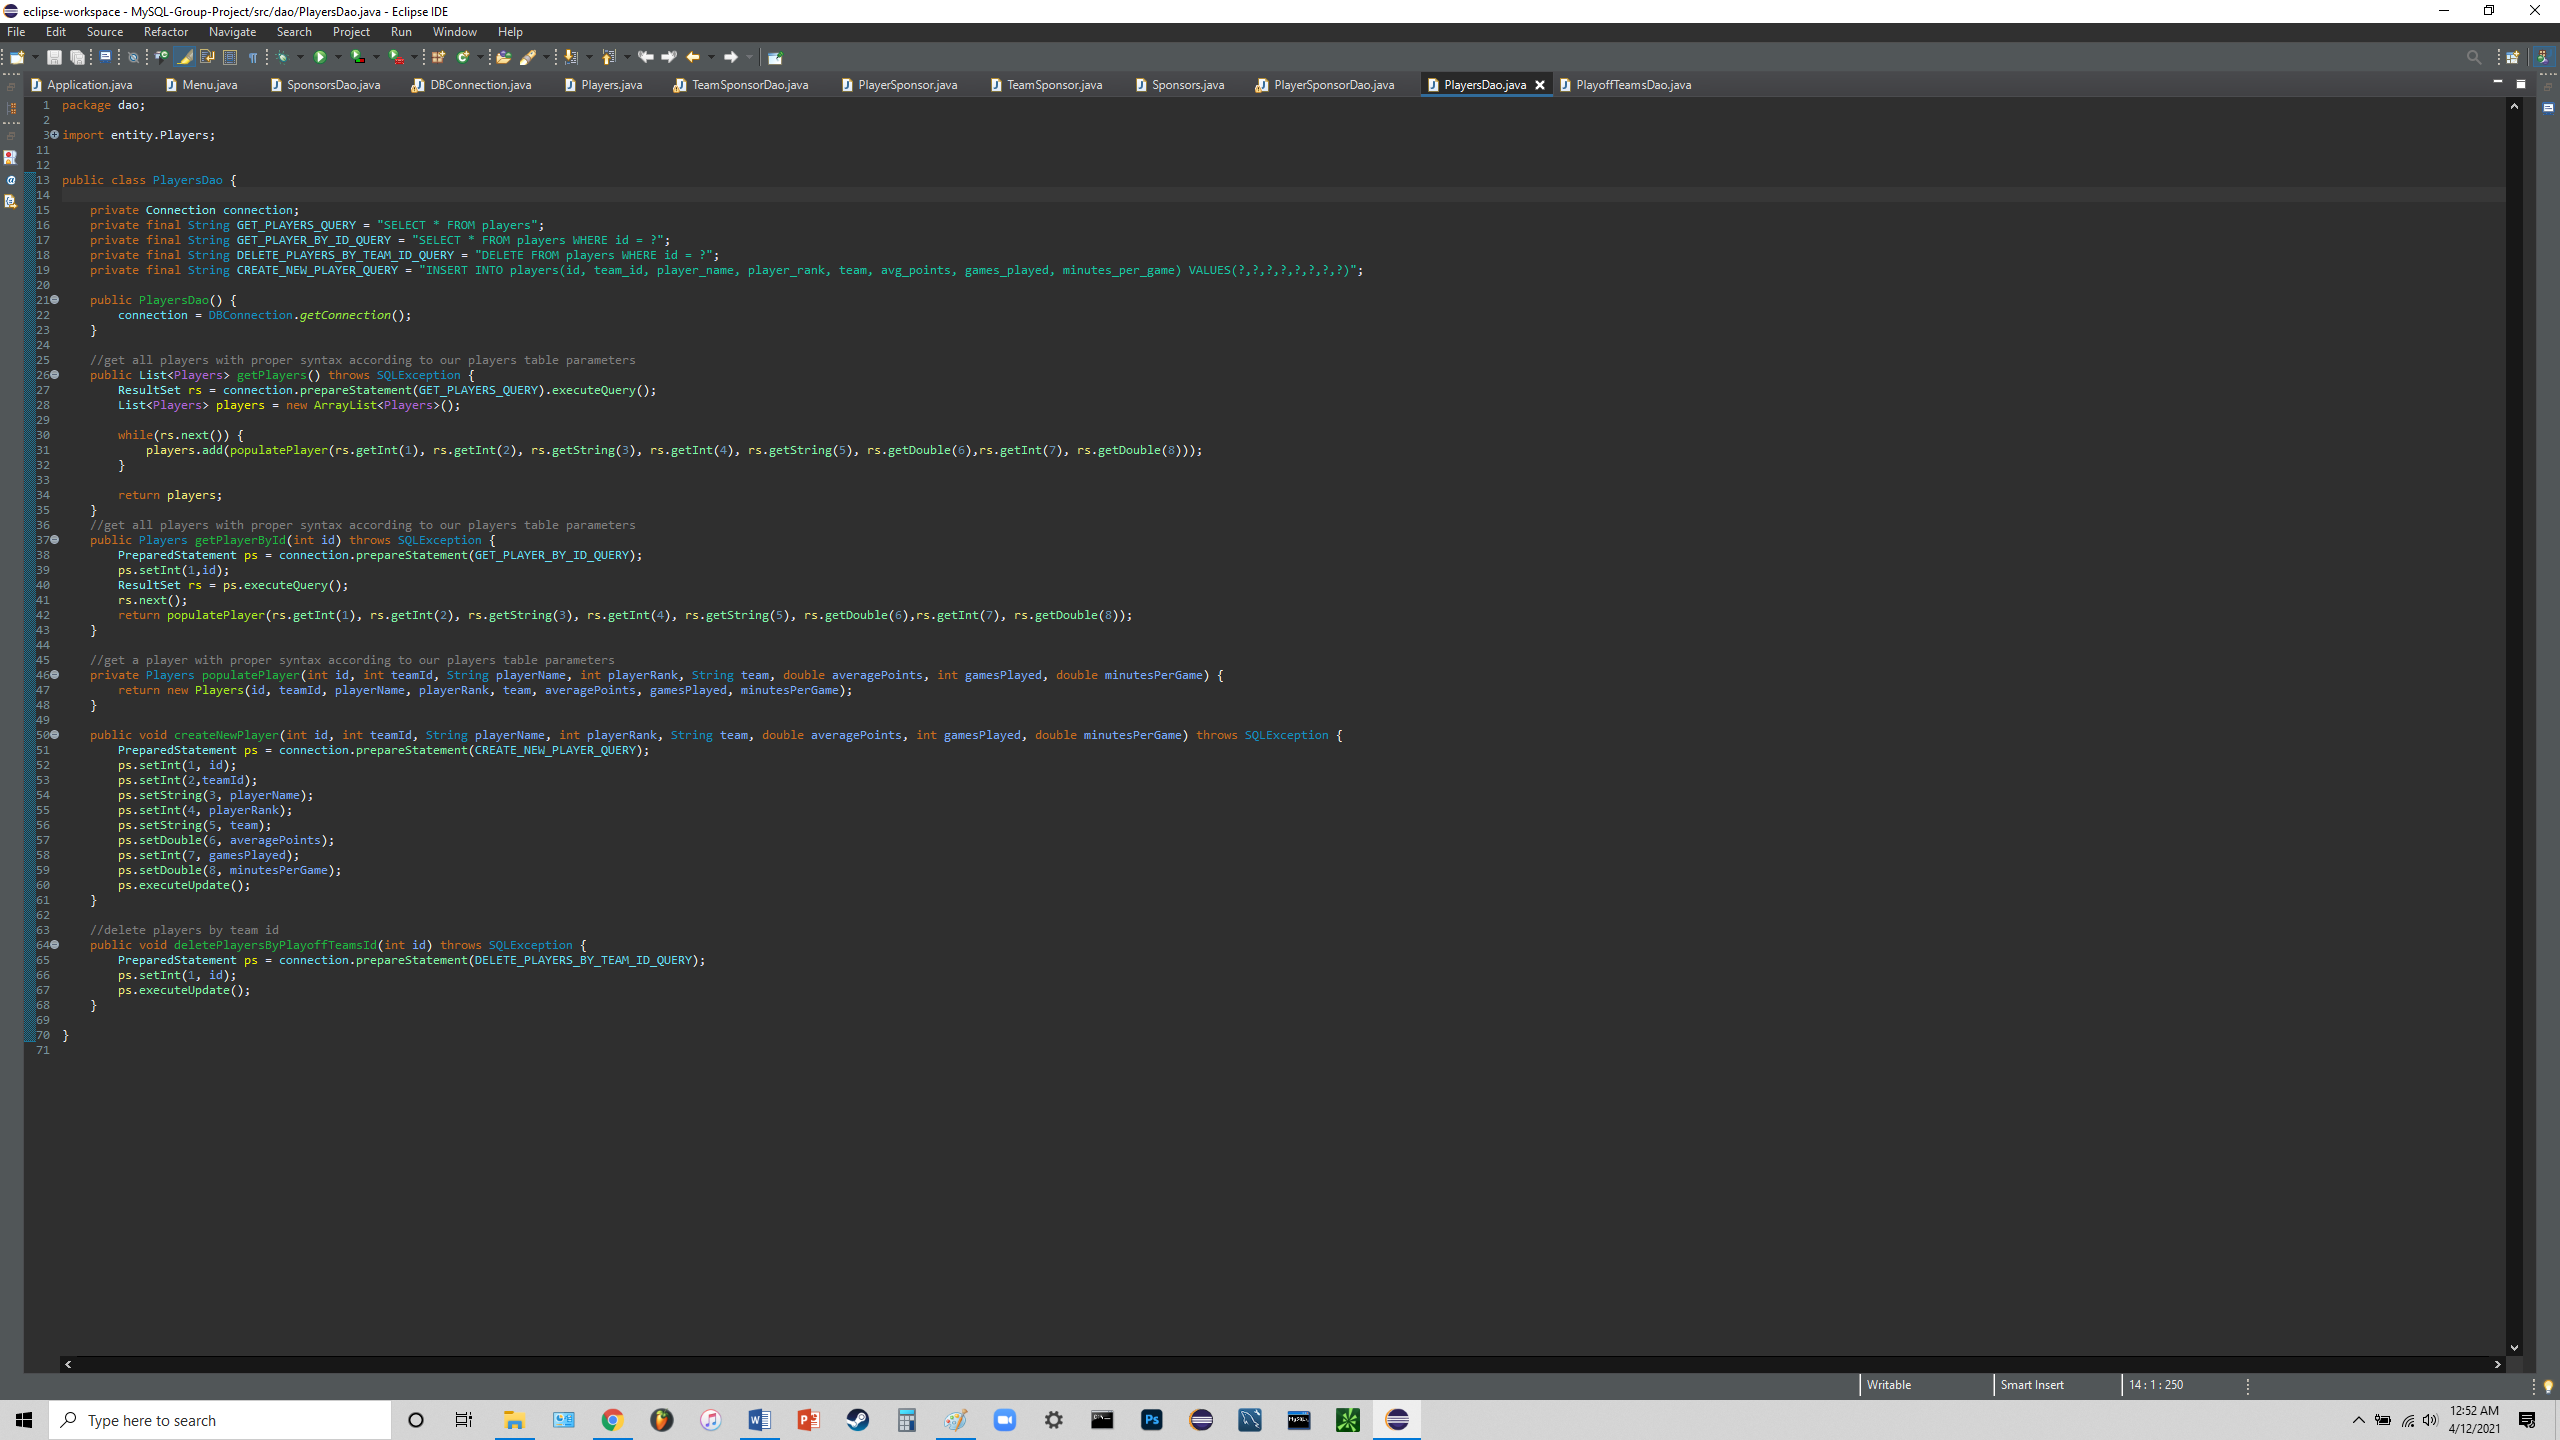 eclipse-workspace - MySQL-Group-Project/src/dao/PlayersDao.java - Eclipse IDE
File Edit Source Refactor Navigate Search Project Run Window Help
Application.java Menu.java SponsorsDao.java DBConnection.java Players.java TeamSponsorDao.java PlayerSponsor.java TeamSponsor.java Sponsors.java PlayerSponsorDao.java PlayersDao.java PlayoffTeamsDao.java
1 package dao;
2
3 import entity.Players;
11
12
13 public class PlayersDao {
14
15 private Connection connection;
16 private final String GET_PLAYERS_QUERY = "SELECT * FROM players";
17 private final String GET_PLAYER_BY_ID_QUERY = "SELECT * FROM players WHERE id = ?";
18 private final String DELETE_PLAYERS_BY_TEAM_ID_QUERY = "DELETE FROM players WHERE id = ?";
19 private final String CREATE_NEW_PLAYER_QUERY = "INSERT INTO players(id, team_id, player_name, player_rank, team, avg_points, games_played, minutes_per_game) VALUES(?,?,?,?,?,?,?,?)";
20
21 public PlayersDao() {
22 connection = DBConnection.getConnection();
23 }
24
25 //get all players with proper syntax according to our players table parameters
26 public List<Players> getPlayers() throws SQLException {
27 ResultSet rs = connection.prepareStatement(GET_PLAYERS_QUERY).executeQuery();
28 List<Players> players = new ArrayList<Players>();
29
30 while(rs.next()) {
31 players.add(populatePlayer(rs.getInt(1), rs.getInt(2), rs.getString(3), rs.getInt(4), rs.getString(5), rs.getDouble(6),rs.getInt(7), rs.getDouble(8)));
32 }
33
34 return players;
35 }
36 //get all players with proper syntax according to our players table parameters
37 public Players getPlayerById(int id) throws SQLException {
38 PreparedStatement ps = connection.prepareStatement(GET_PLAYER_BY_ID_QUERY);
39 ps.setInt(1,id);
40 ResultSet rs = ps.executeQuery();
41 rs.next();
42 return populatePlayer(rs.getInt(1), rs.getInt(2), rs.getString(3), rs.getInt(4), rs.getString(5), rs.getDouble(6),rs.getInt(7), rs.getDouble(8));
43 }
44
45 //get a player with proper syntax according to our players table parameters
46 private Players populatePlayer(int id, int teamId, String playerName, int playerRank, String team, double averagePoints, int gamesPlayed, double minutesPerGame) {
47 return new Players(id, teamId, playerName, playerRank, team, averagePoints, gamesPlayed, minutesPerGame);
48 }
49
50 public void createNewPlayer(int id, int teamId, String playerName, int playerRank, String team, double averagePoints, int gamesPlayed, double minutesPerGame) throws SQLException {
51 PreparedStatement ps = connection.prepareStatement(CREATE_NEW_PLAYER_QUERY);
52 ps.setInt(1, id);
53 ps.setInt(2,teamId);
54 ps.setString(3, playerName);
55 ps.setInt(4, playerRank);
56 ps.setString(5, team);
57 ps.setDouble(6, averagePoints);
58 ps.setInt(7, gamesPlayed);
59 ps.setDouble(8, minutesPerGame);
60 ps.executeUpdate();
61 }
62
63 //delete players by team id
64 public void deletePlayersByPlayoffTeamsId(int id) throws SQLException {
65 PreparedStatement ps = connection.prepareStatement(DELETE_PLAYERS_BY_TEAM_ID_QUERY);
66 ps.setInt(1, id);
67 ps.executeUpdate();
68 }
69
70 }
71
Writable Smart Insert 14 : 1 : 250
Type here to search
12:52 AM
4/12/2021